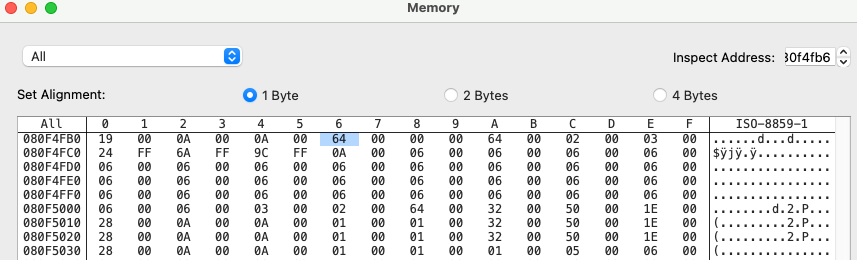 Memory
All Inspect Address: 30f4fb6
Set Alignment: 1 Byte 2 Bytes 4 Bytes
All 0 1 2 3 4 5 6 7 8 9 A B C D E F ISO-8859-1
080F4FB0 19 00 0A 00 0A 00 64 00 00 00 64 00 02 00 03 00 ......d...d.....
080F4FC0 24 FF 6A FF 9C FF 0A 00 06 00 06 00 06 00 06 00 $ÿjÿ.ÿ..........
080F4FD0 06 00 06 00 06 00 06 00 06 00 06 00 06 00 06 00 ................
080F4FE0 06 00 06 00 06 00 06 00 06 00 06 00 06 00 06 00 ................
080F4FF0 06 00 06 00 06 00 06 00 06 00 06 00 06 00 06 00 ................
080F5000 06 00 06 00 03 00 02 00 64 00 32 00 50 00 1E 00 ........d.2.P...
080F5010 28 00 0A 00 0A 00 01 00 01 00 32 00 50 00 1E 00 (.........2.P...
080F5020 28 00 0A 00 0A 00 01 00 01 00 32 00 50 00 1E 00 (.........2.P...
080F5030 28 00 0A 00 0A 00 01 00 01 00 01 00 05 00 06 00 (...............